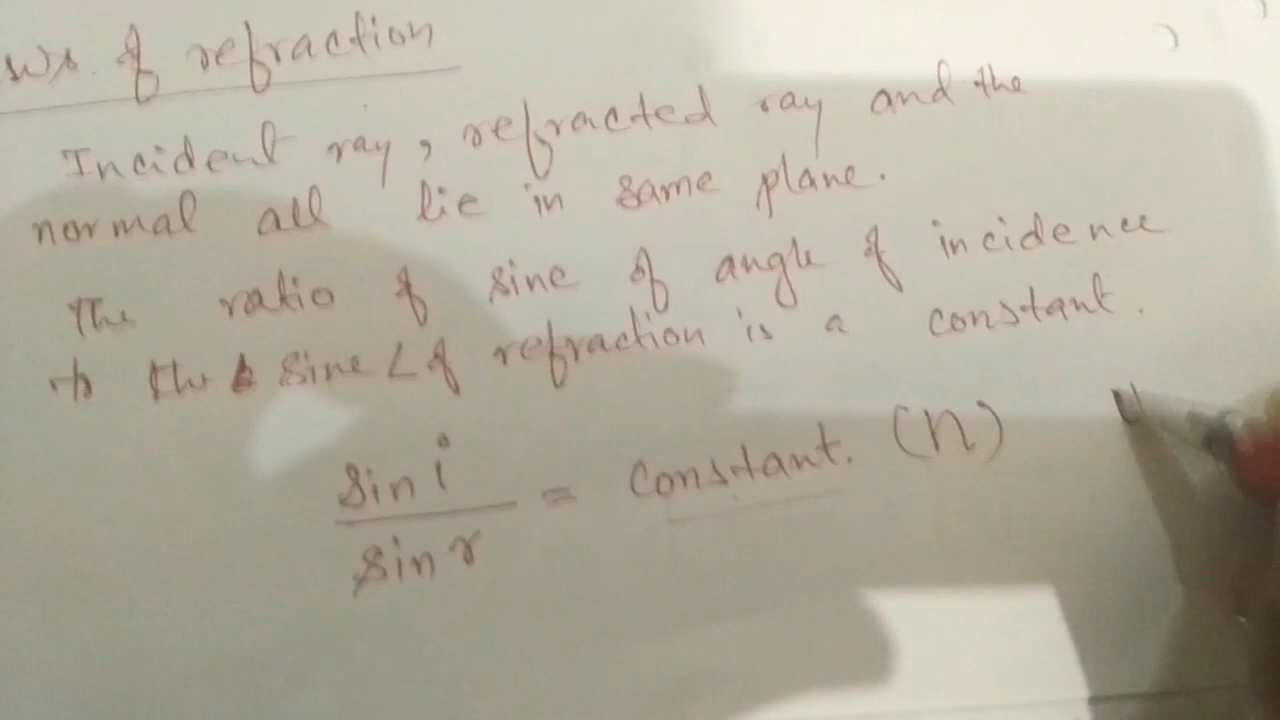 ws. of refraction
Incident ray, refracted ray and the
normal all lie in same plane.
The ratio of sine of angle of incidence
to the sine ∠ of refraction is a constant.
sin i
= constant. (n)
sin r